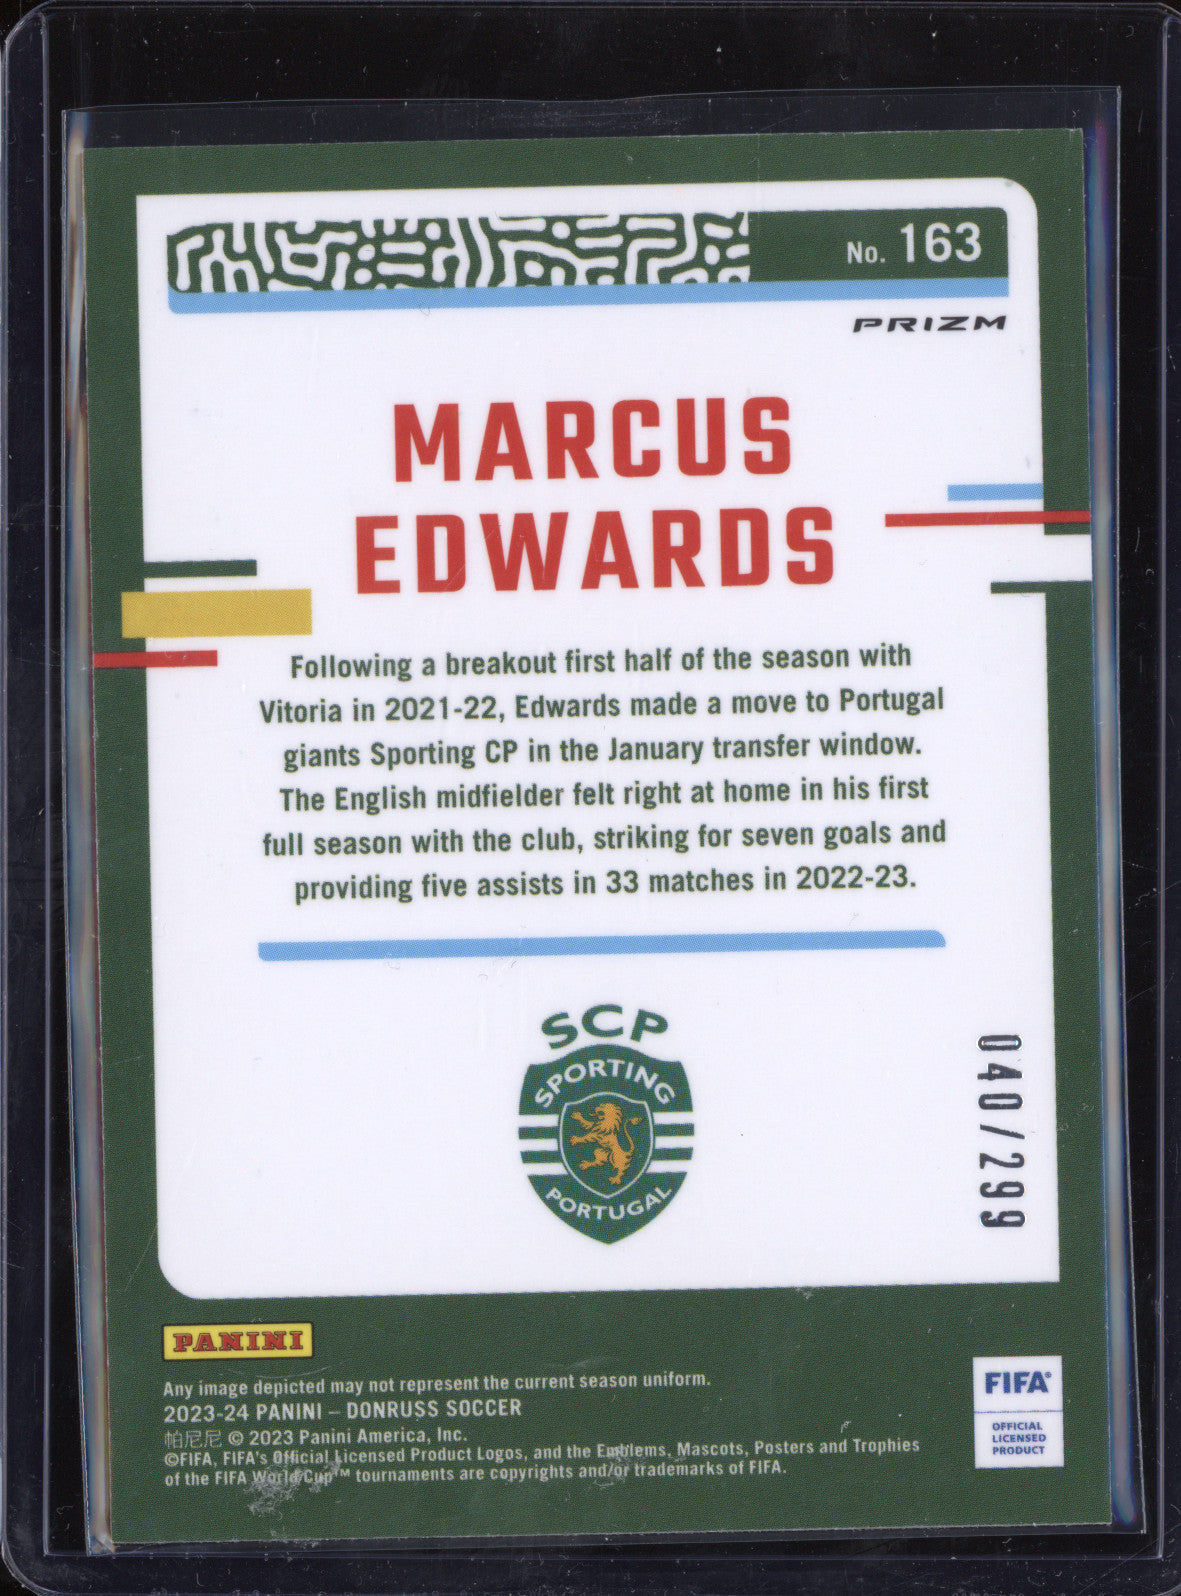 No. 163
PRIZM
MARCUS
EDWARDS
Following a breakout first half of the season with
Vitoria in 2021-22, Edwards made a move to Portugal
giants Sporting CP in the January transfer window.
The English midfielder felt right at home in his first
full season with the club, striking for seven goals and
providing five assists in 33 matches in 2022-23.
SCP
SPORTING
PORTUGAL
040/299
PANINI
Any image depicted may not represent the current season uniform.
2023-24 PANINI – DONRUSS SOCCER
帕尼尼 © 2023 Panini America, Inc.
©FIFA, FIFA's Official Licensed Product Logos, and the Emblems, Mascots, Posters and Trophies
of the FIFA World Cup™ tournaments are copyrights and/or trademarks of FIFA.
FIFA®
OFFICIAL
LICENSED
PRODUCT